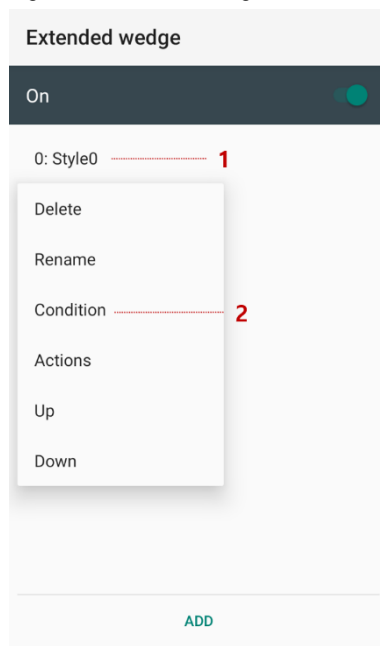 Extended wedge
On
0: Style0 1
Delete
Rename
Condition 2
Actions
Up
Down
ADD